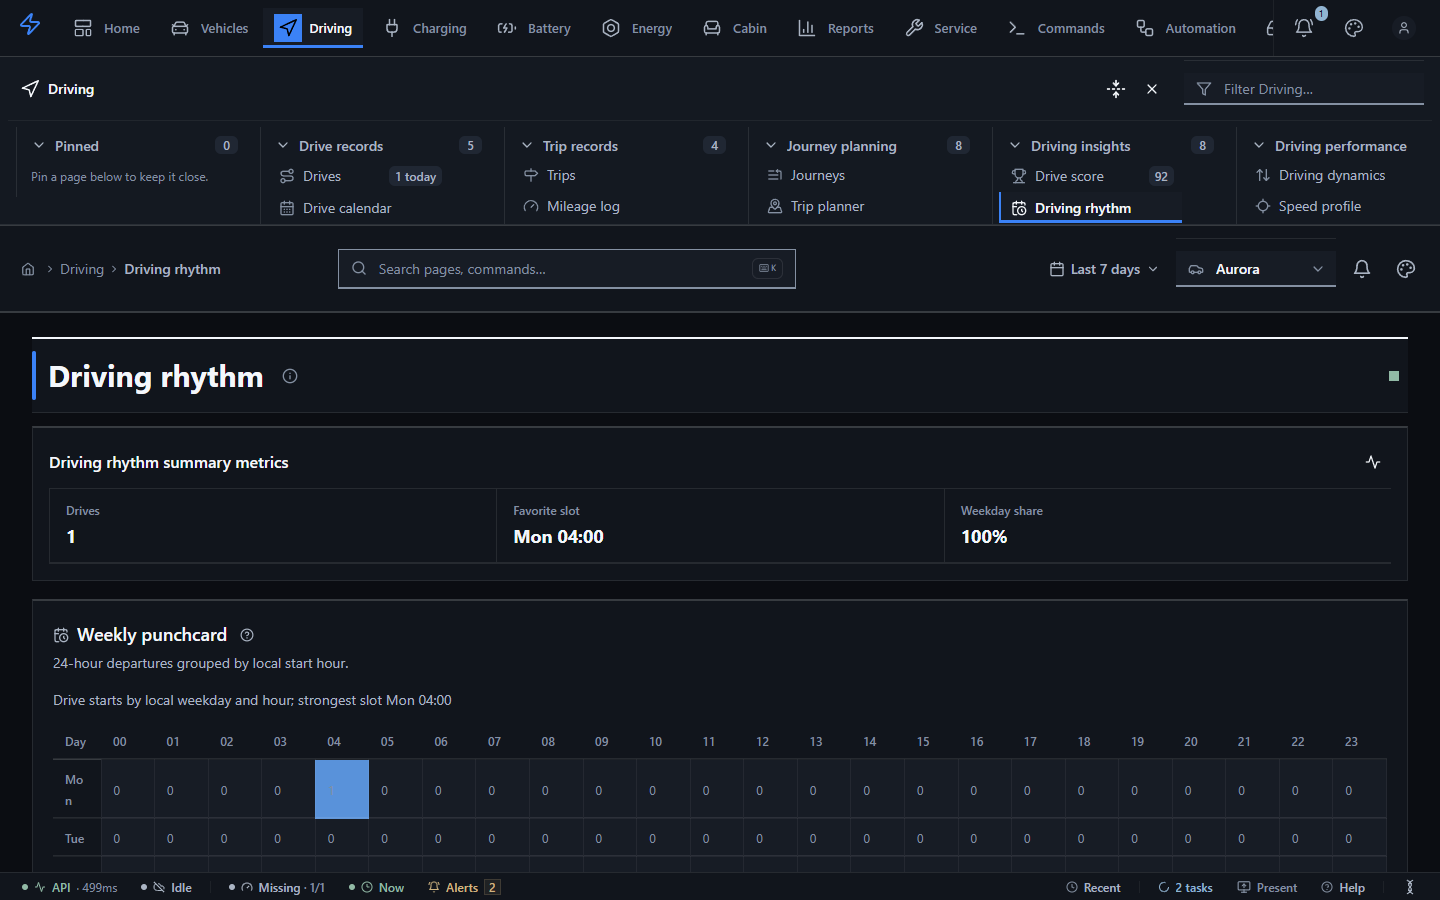 Home Vehicles Driving Charging Battery Energy Cabin Reports Service Commands Automation 1
Driving Filter Driving...
Pinned 0 Drive records 5 Trip records 4 Journey planning 8 Driving insights 8 Driving performance
Pin a page below to keep it close. Drives 1 today Trips Journeys Drive score 92 Driving dynamics
Drive calendar Mileage log Trip planner Driving rhythm Speed profile
Driving Driving rhythm Search pages, commands... K Last 7 days Aurora
Driving rhythm
Driving rhythm summary metrics
Drives Favorite slot Weekday share
1 Mon 04:00 100%
Weekly punchcard
24-hour departures grouped by local start hour.
Drive starts by local weekday and hour; strongest slot Mon 04:00
Day 00 01 02 03 04 05 06 07 08 09 10 11 12 13 14 15 16 17 18 19 20 21 22 23
Mo
n 0 0 0 0 0 0 0 0 0 0 0 0 0 0 0 0 0 0 0 0 0 0 0
Tue 0 0 0 0 0 0 0 0 0 0 0 0 0 0 0 0 0 0 0 0 0 0 0 0
API · 499ms Idle Missing · 1/1 Now Alerts 2 Recent 2 tasks Present Help